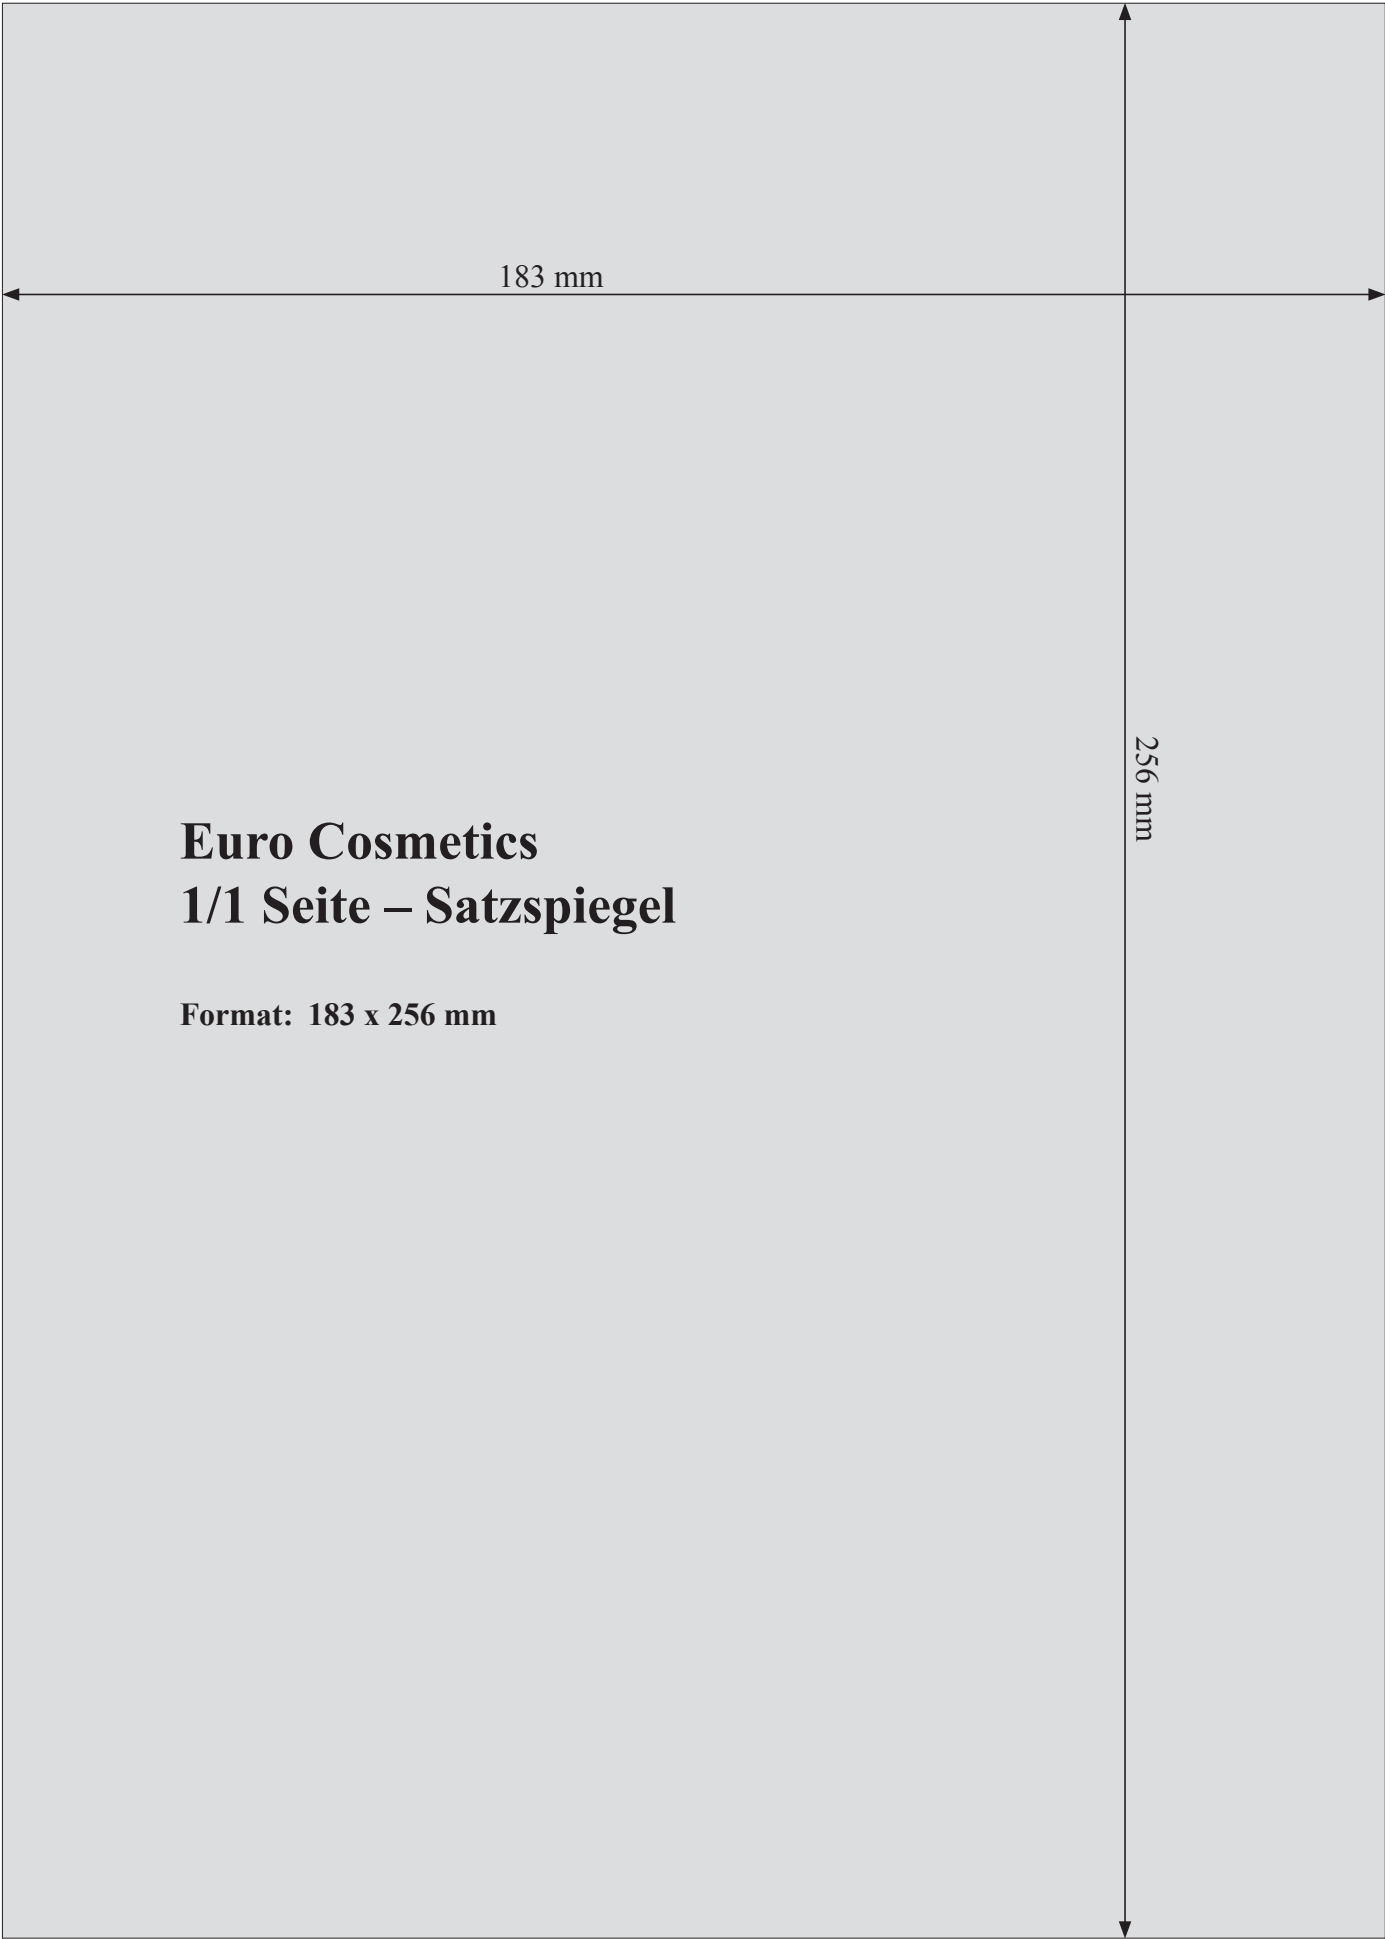 183 mm
256 mm
Euro Cosmetics
1/1 Seite – Satzspiegel
Format: 183 x 256 mm